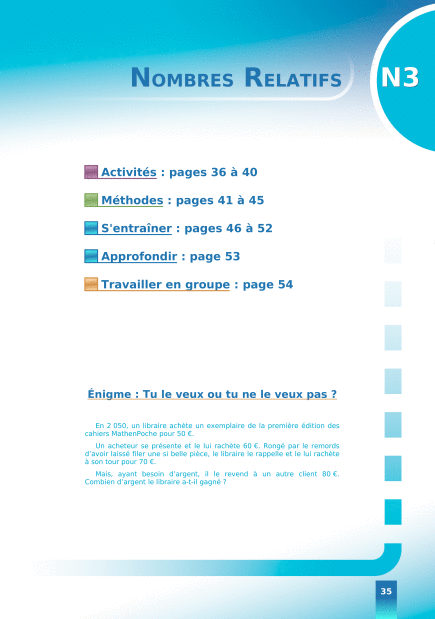 NOMBRES RELATIFS
N3
Activités : pages 36 à 40
Méthodes : pages 41 à 45
S'entraîner : pages 46 à 52
Approfondir : page 53
Travailler en groupe : page 54
Énigme : Tu le veux ou tu ne le veux pas ?
En 2 050, un libraire achète un exemplaire de la première édition des
cahiers MathenPoche pour 50 €.
Un acheteur se présente et le lui rachète 60 €. Rongé par le remords
d'avoir laissé filer une si belle pièce, le libraire le rappelle et le lui rachète
à son tour pour 70 €.
Mais, ayant besoin d'argent, il le revend à un autre client 80 €.
Combien d'argent le libraire a-t-il gagné ?
35